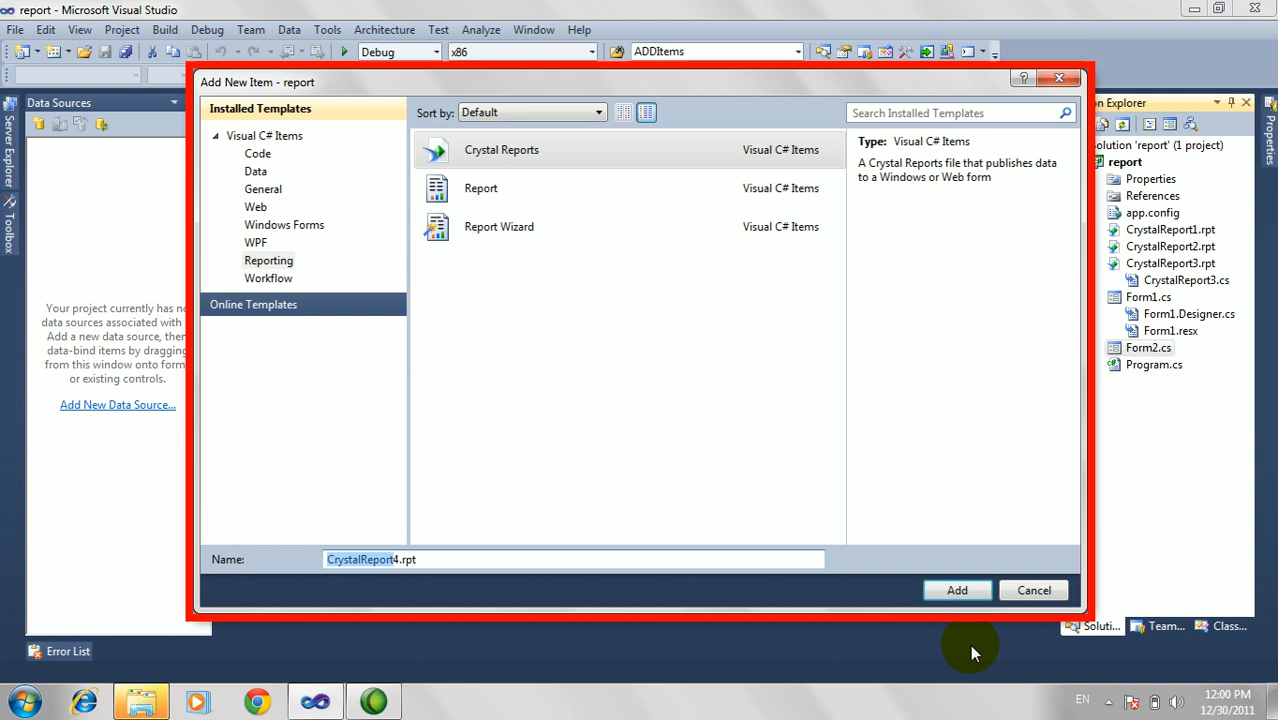 report - Microsoft Visual Studio
File Edit View Project Build Debug Team Data Tools Architecture Test Analyze Window Help
Debug x86 ADDItems
Add New Item - report
Data Sources
Server Explorer
Toolbox
Your project currently has no
data sources associated with
Add a new data source, then
data-bind items by dragging
from this window onto form
or existing controls.
Add New Data Source...
Installed Templates
Visual C# Items
Code
Data
General
Web
Windows Forms
WPF
Reporting
Workflow
Online Templates
Sort by: Default
Search Installed Templates
Crystal Reports Visual C# Items
Report Visual C# Items
Report Wizard Visual C# Items
Type: Visual C# Items
A Crystal Reports file that publishes data
to a Windows or Web form
Name: CrystalReport4.rpt
Add Cancel
on Explorer
Solution 'report' (1 project)
report
Properties
References
app.config
CrystalReport1.rpt
CrystalReport2.rpt
CrystalReport3.rpt
CrystalReport3.cs
Form1.cs
Form1.Designer.cs
Form1.resx
Form2.cs
Program.cs
Properties
Soluti... Team... Class...
Error List
EN
12:00 PM
12/30/2011